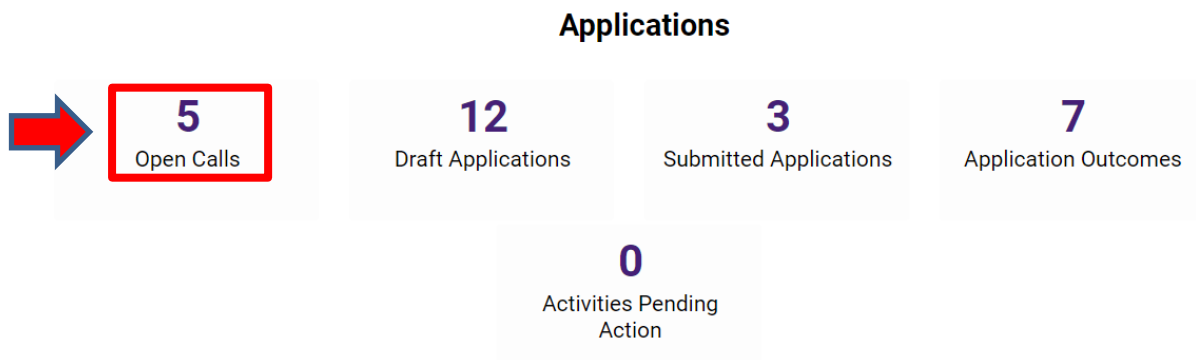 Applications
5
Open Calls
12
Draft Applications
3
Submitted Applications
7
Application Outcomes
0
Activities Pending
Action